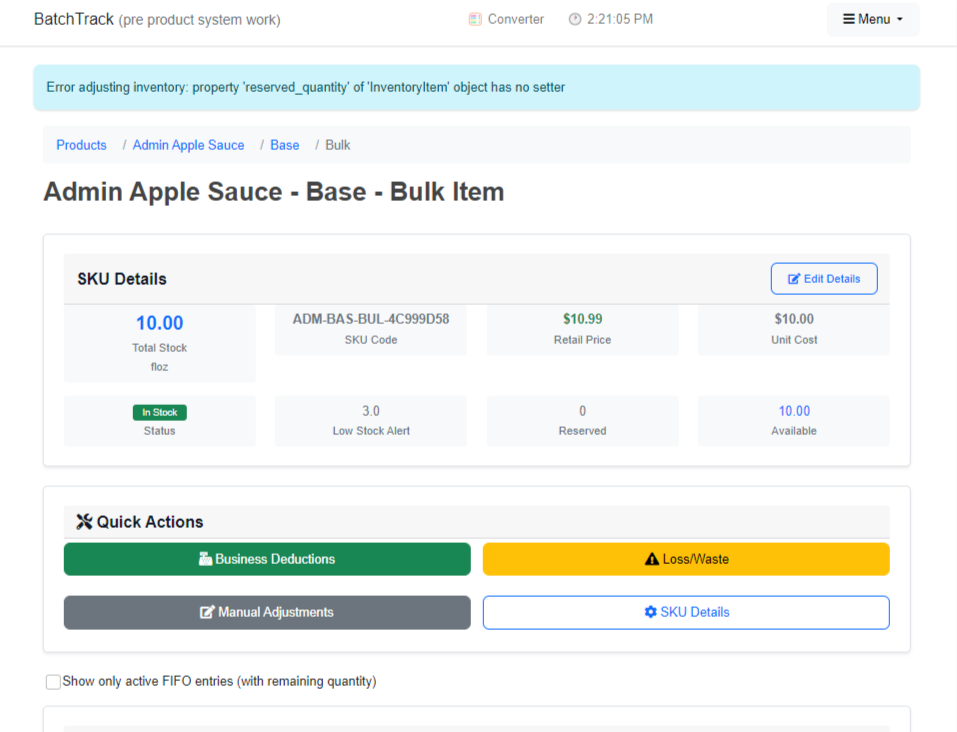 BatchTrack (pre product system work)
Converter
2:21:05 PM
Menu
Error adjusting inventory: property 'reserved_quantity' of 'InventoryItem' object has no setter
Products / Admin Apple Sauce / Base / Bulk
Admin Apple Sauce - Base - Bulk Item
SKU Details
Edit Details
10.00
Total Stock
floz
ADM-BAS-BUL-4C999D58
SKU Code
$10.99
Retail Price
$10.00
Unit Cost
In Stock
Status
3.0
Low Stock Alert
0
Reserved
10.00
Available
Quick Actions
Business Deductions
Loss/Waste
Manual Adjustments
SKU Details
Show only active FIFO entries (with remaining quantity)